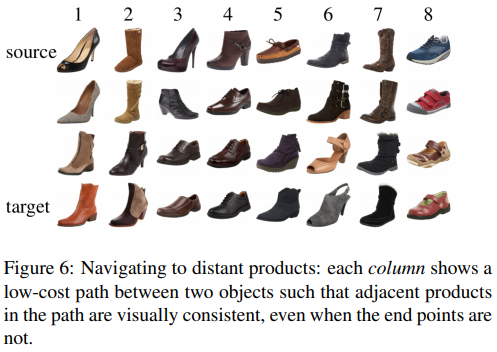 1 2 3 4 5 6 7 8
source
target
Figure 6: Navigating to distant products: each column shows a
low-cost path between two objects such that adjacent products
in the path are visually consistent, even when the end points are
not.